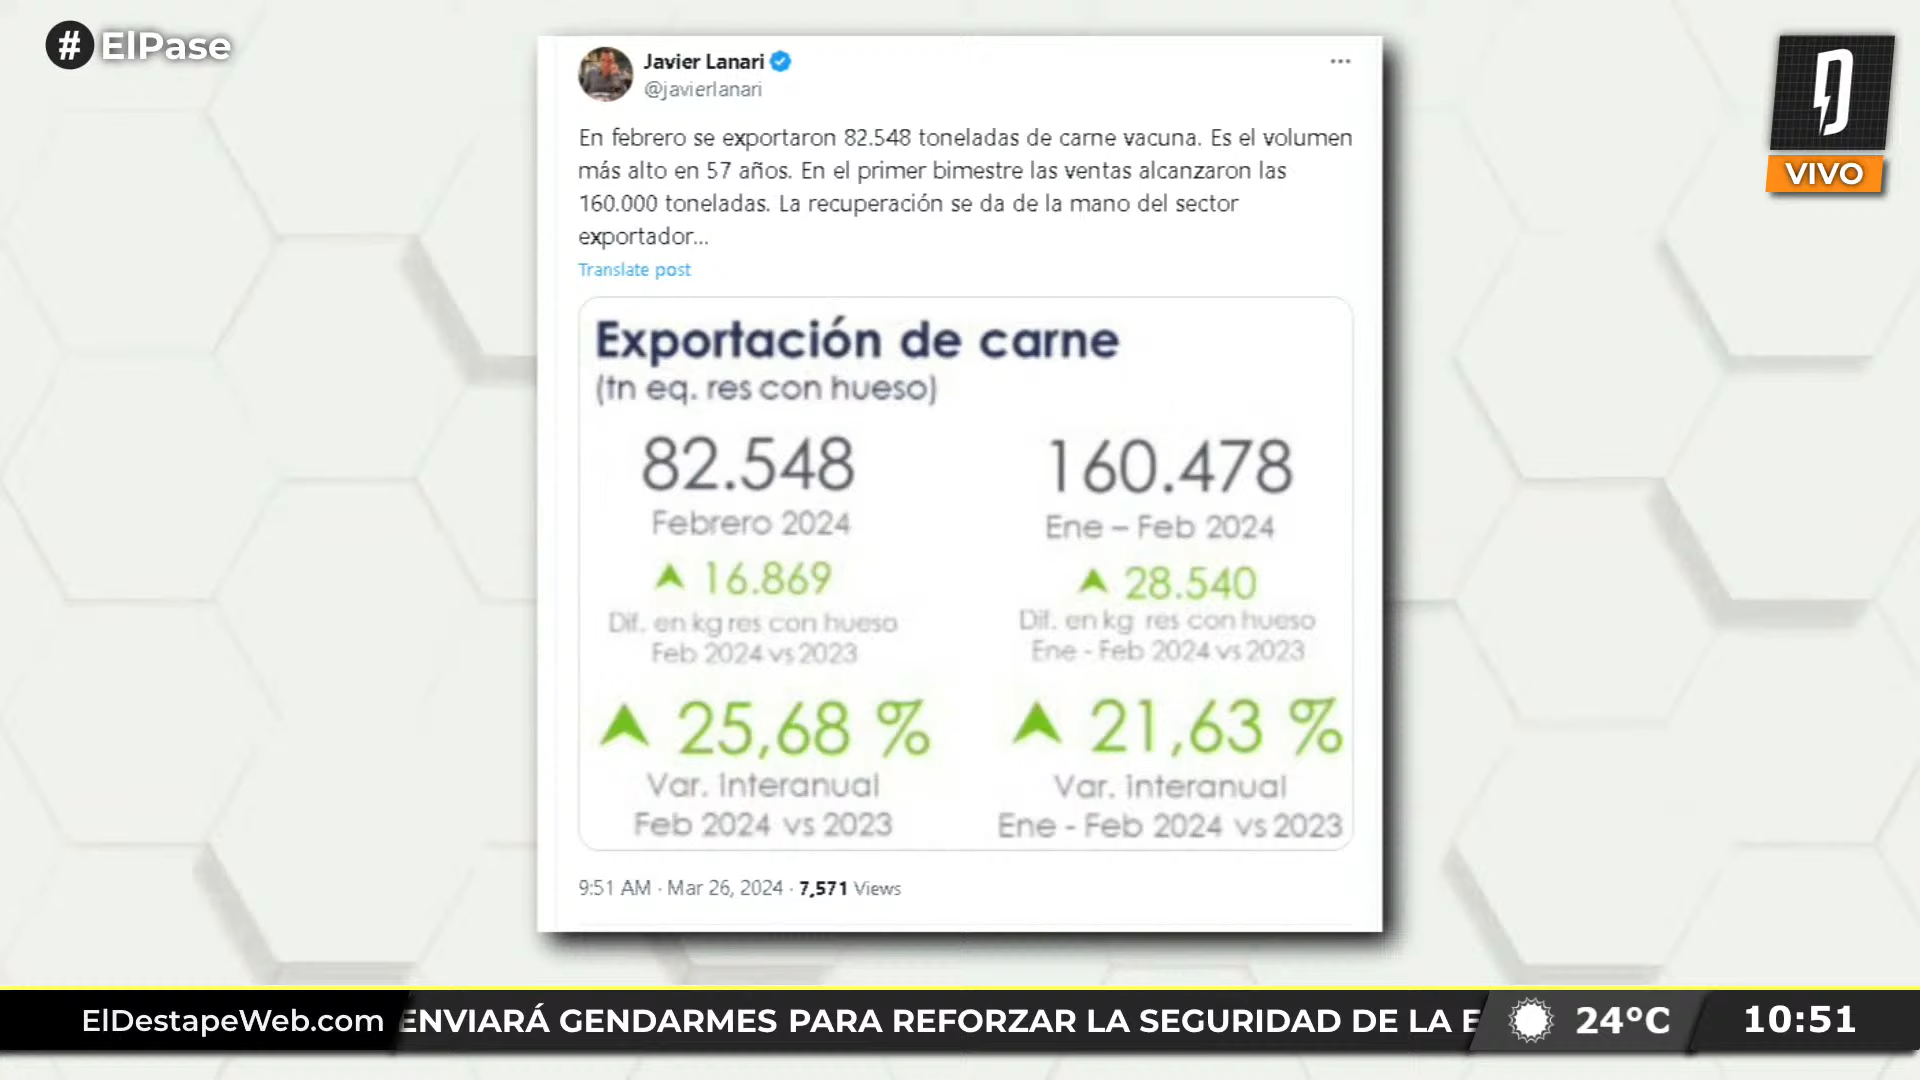 #ElPase
Javier Lanari
@javierlanari
En febrero se exportaron 82.548 toneladas de carne vacuna. Es el volumen
más alto en 57 años. En el primer bimestre las ventas alcanzaron las
160.000 toneladas. La recuperación se da de la mano del sector
exportador...
Translate post
Exportación de carne
(tn eq. res con hueso)
82.548
Febrero 2024
16.869
Dif. en kg res con hueso
Feb 2024 vs 2023
25,68 %
Var. interanual
Feb 2024 vs 2023
160.478
Ene – Feb 2024
28.540
Dif. en kg res con hueso
Ene - Feb 2024 vs 2023
21,63 %
Var. interanual
Ene - Feb 2024 vs 2023
9:51 AM · Mar 26, 2024 · 7,571 Views
VIVO
ElDestapeWeb.com
ENVIARÁ GENDARMES PARA REFORZAR LA SEGURIDAD DE LA E
24°C
10:51